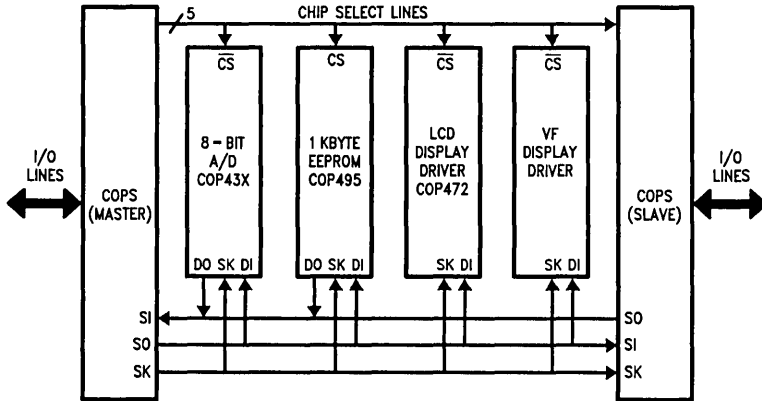 5
CHIP SELECT LINES
CS
CS
CS
CS
8-BIT
A/D
COP43X
1 KBYTE
EEPROM
COP495
LCD
DISPLAY
DRIVER
COP472
VF
DISPLAY
DRIVER
I/O
LINES
COPS
(MASTER)
COPS
(SLAVE)
I/O
LINES
DO SK DI
DO SK DI
SK DI
SK DI
SI
SO
SK
SO
SI
SK